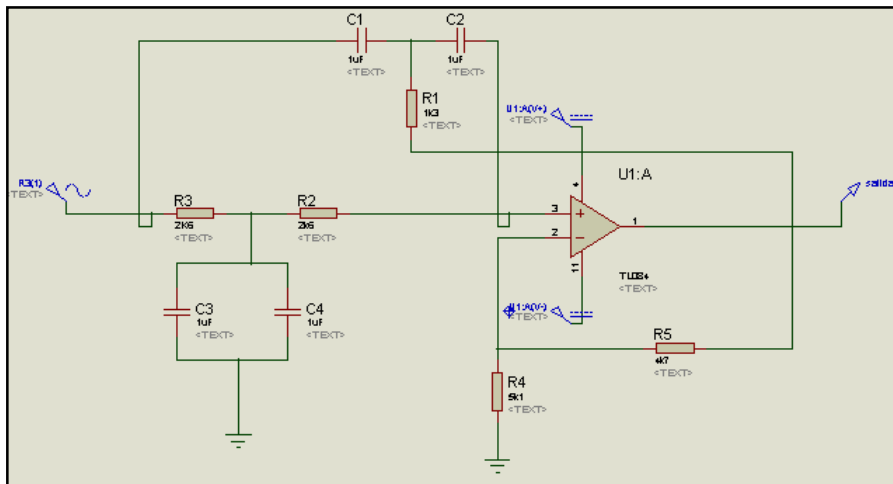 C1
1uF
<TEXT>
C2
1uF
<TEXT>
R1
1k3
<TEXT>
U1:A(V+)
<TEXT>
U1:A
R3(1)
<TEXT>
R3
2k6
<TEXT>
R2
2k6
<TEXT>
3
2
4
11
1
TL084
<TEXT>
salida
C3
1uF
<TEXT>
C4
1uF
<TEXT>
U1:A(V-)
<TEXT>
R4
5k1
<TEXT>
R5
4k7
<TEXT>